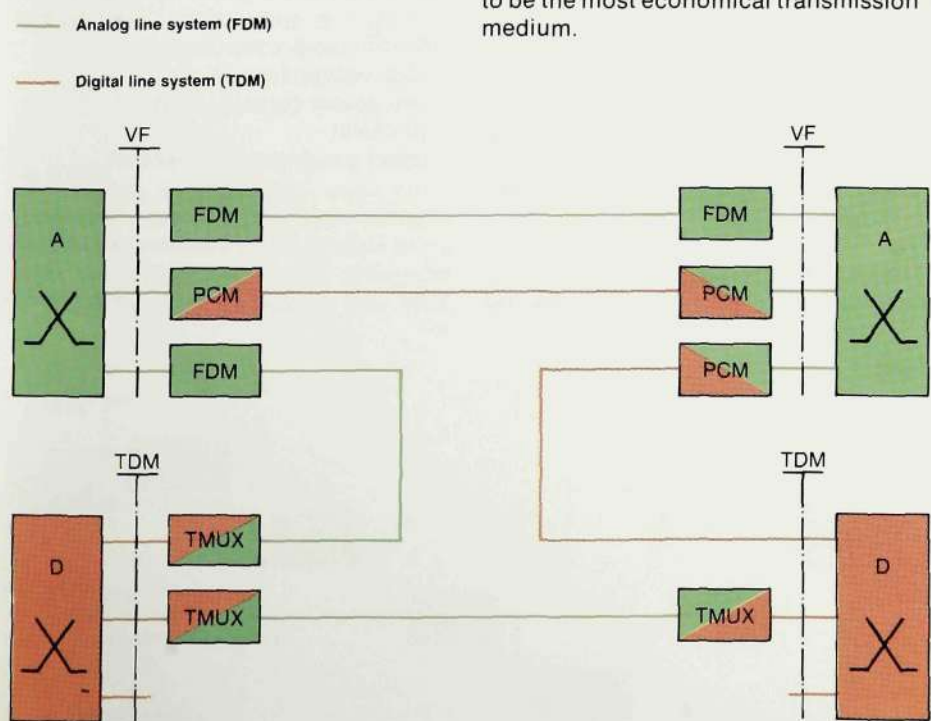 to be the most economical transmission
medium.
Analog line system (FDM)
Digital line system (TDM)
VF
VF
A
FDM
FDM
A
PCM
PCM
FDM
PCM
TDM
TDM
D
TMUX
D
TMUX
TMUX